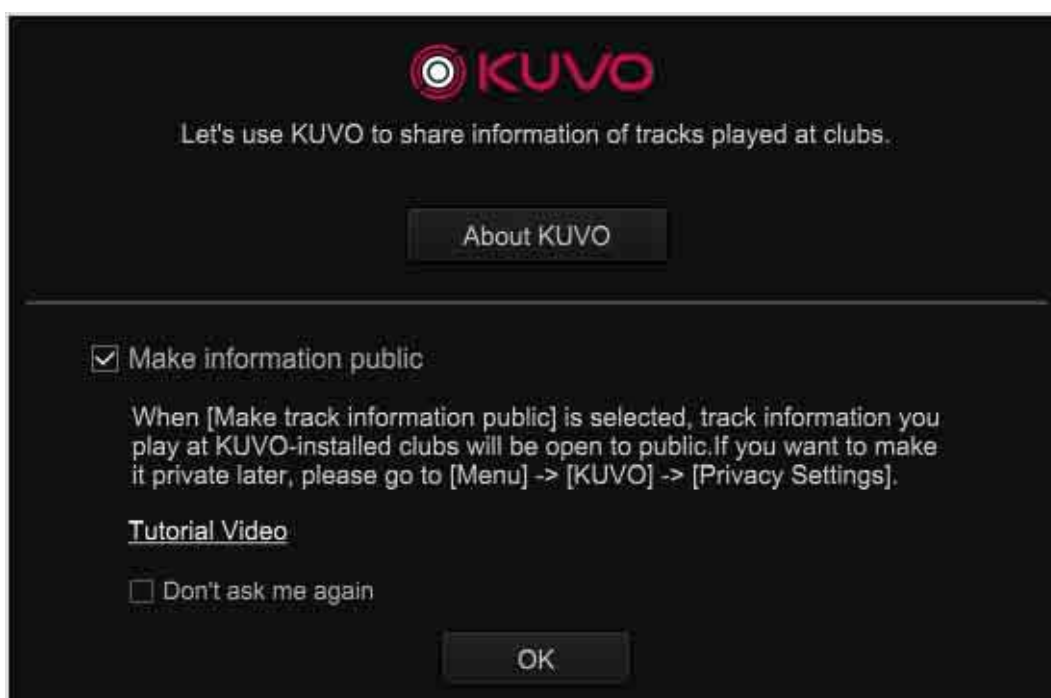 KUVO
Let's use KUVO to share information of tracks played at clubs.
About KUVO
Make information public
When [Make track information public] is selected, track information you
play at KUVO-installed clubs will be open to public.If you want to make
it private later, please go to [Menu] -> [KUVO] -> [Privacy Settings].
Tutorial Video
Don't ask me again
OK